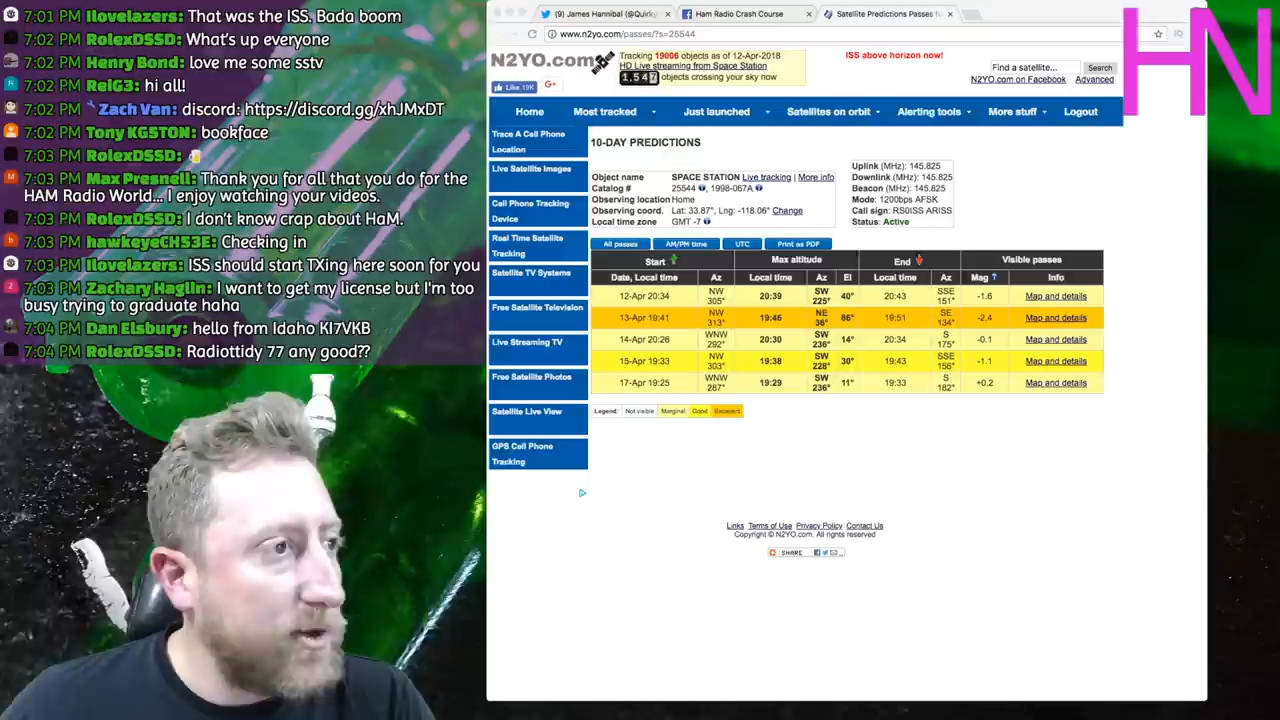 7:01 PM Ilovelazers: That was the ISS. Bada boom
7:02 PM RolexDSSD: What's up everyone
7:02 PM Henry Bond: love me some sstv
7:02 PM RelG3: hi all!
7:02 PM Zach Van: discord: https://discord.gg/xhJMxDT
7:02 PM Tony KGSTON: bookface
7:03 PM RolexDSSD: 🍺
7:03 PM Max Presnell: Thank you for all that you do for the
HAM Radio World... I enjoy watching your videos.
7:03 PM RolexDSSD: I don't know crap about HaM.
7:03 PM hawkeyeCH53E: Checking in
7:03 PM Ilovelazers: ISS should start TXing here soon for you
7:03 PM Zachary Haglin: I want to get my license but I'm too
busy trying to graduate haha
7:04 PM Dan Elsbury: hello from Idaho KI7VKB
7:04 PM RolexDSSD: Radiottidy 77 any good??
(9) James Hannibal (@Quirky
Ham Radio Crash Course
Satellite Predictions Passes f
www.n2yo.com/passes/?s=25544
HN
N2YO.com
Like 19K
G+
Tracking 19006 objects as of 12-Apr-2018
HD Live streaming from Space Station
1,547 objects crossing your sky now
ISS above horizon now!
Find a satellite... Search
N2YO.com on Facebook Advanced
Home Most tracked Just launched Satellites on orbit Alerting tools More stuff Logout
Trace A Cell Phone
Location
Live Satellite Images
Cell Phone Tracking
Device
Real Time Satellite
Tracking
Satellite TV Systems
Free Satellite Television
Live Streaming TV
Free Satellite Photos
Satellite Live View
GPS Cell Phone
Tracking
10-DAY PREDICTIONS
Object name SPACE STATION Live tracking | More info
Catalog # 25544, 1998-067A
Observing location Home
Observing coord. Lat: 33.87°, Lng: -118.06° Change
Local time zone GMT -7
Uplink (MHz): 145.825
Downlink (MHz): 145.825
Beacon (MHz): 145.825
Mode: 1200bps AFSK
Call sign: RS0ISS ARISS
Status: Active
All passes AM/PM time UTC Print as PDF
Start Max altitude End Visible passes
Date, Local time Az Local time Az El Local time Az Mag Info
12-Apr 20:34 NW 305° 20:39 SW 225° 40° 20:43 SSE 151° -1.6 Map and details
13-Apr 19:41 NW 313° 19:46 NE 36° 86° 19:51 SE 134° -2.4 Map and details
14-Apr 20:26 WNW 292° 20:30 SW 236° 14° 20:34 S 175° -0.1 Map and details
15-Apr 19:33 NW 303° 19:38 SW 228° 30° 19:43 SSE 156° -1.1 Map and details
17-Apr 19:25 WNW 287° 19:29 SW 236° 11° 19:33 S 182° +0.2 Map and details
Legend: Not visible Marginal Good Excelent
Links Terms of Use Privacy Policy Contact Us
Copyright © N2YO.com. All rights reserved
SHARE